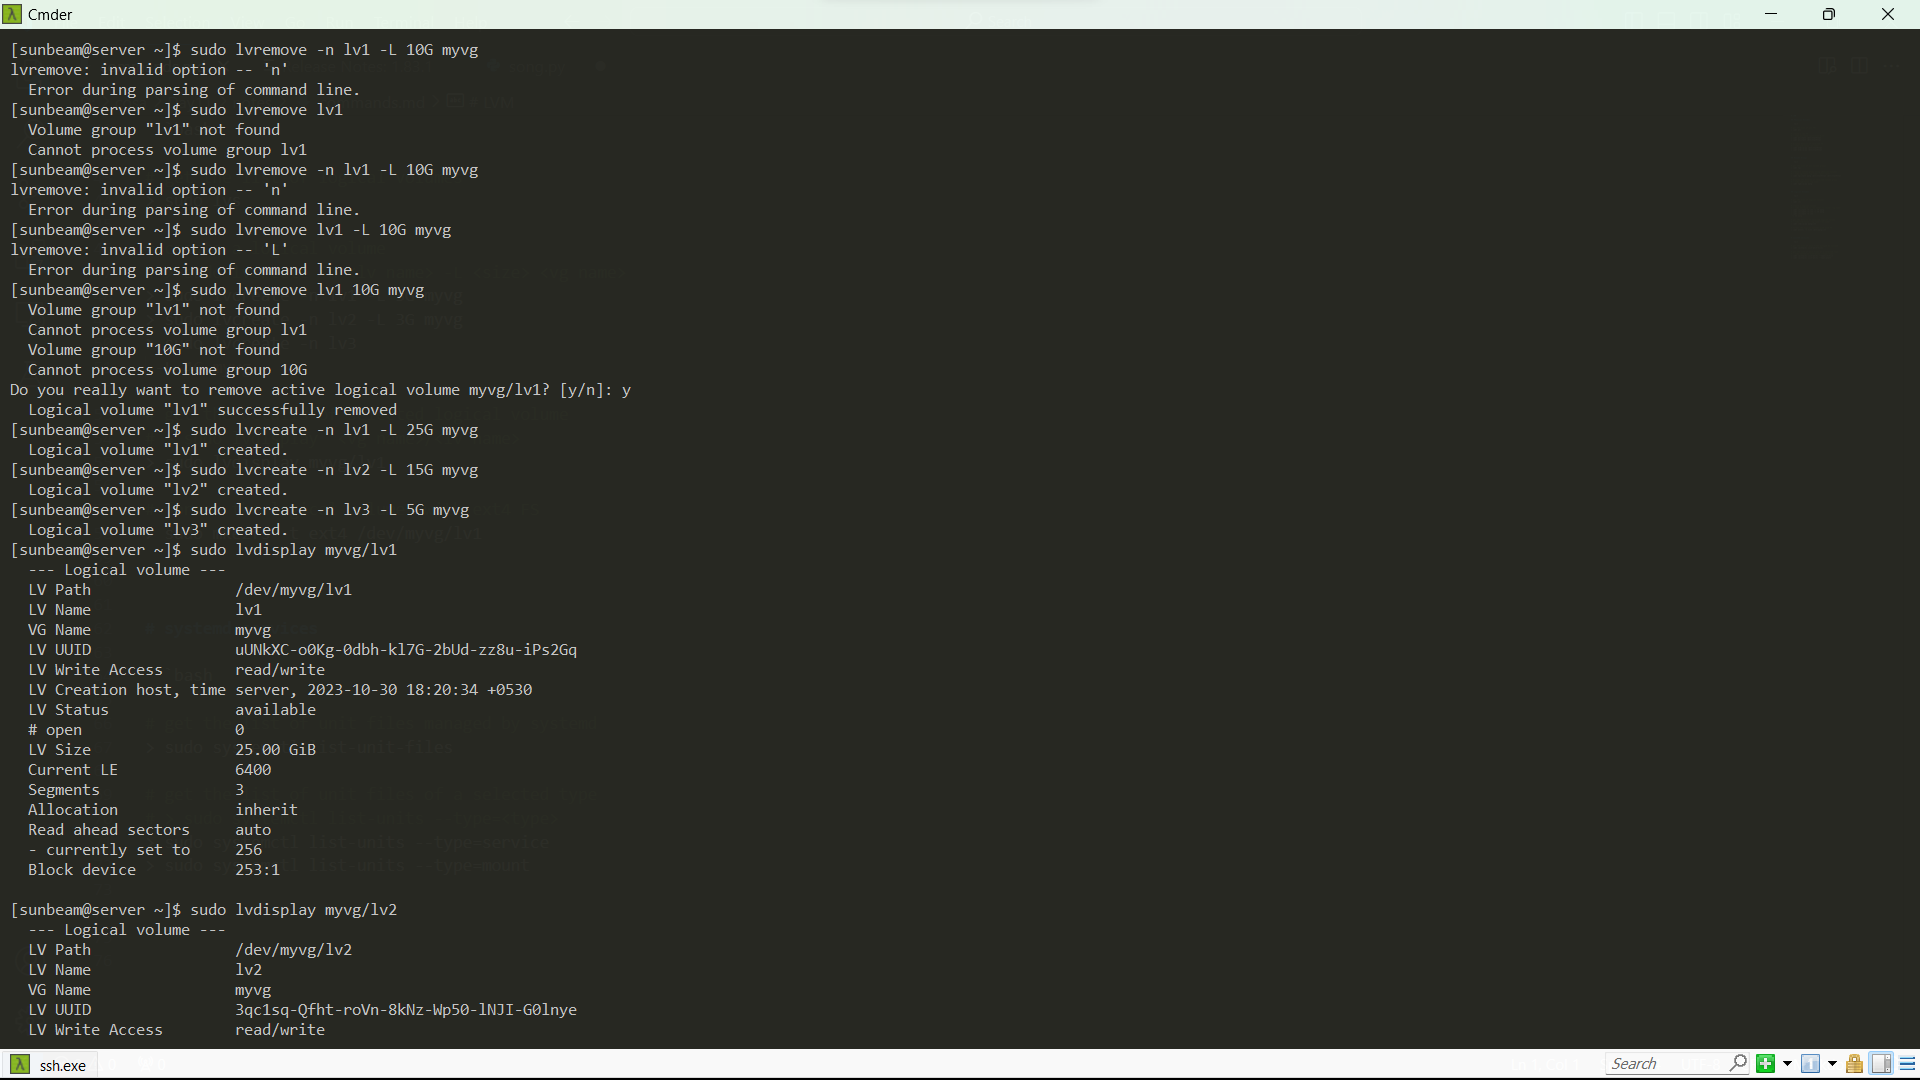 Cmder
[sunbeam@server ~]$ sudo lvremove -n lv1 -L 10G myvg
lvremove: invalid option -- 'n'
  Error during parsing of command line.
[sunbeam@server ~]$ sudo lvremove lv1
  Volume group "lv1" not found
  Cannot process volume group lv1
[sunbeam@server ~]$ sudo lvremove -n lv1 -L 10G myvg
lvremove: invalid option -- 'n'
  Error during parsing of command line.
[sunbeam@server ~]$ sudo lvremove lv1 -L 10G myvg
lvremove: invalid option -- 'L'
  Error during parsing of command line.
[sunbeam@server ~]$ sudo lvremove lv1 10G myvg
  Volume group "lv1" not found
  Cannot process volume group lv1
  Volume group "10G" not found
  Cannot process volume group 10G
Do you really want to remove active logical volume myvg/lv1? [y/n]: y
  Logical volume "lv1" successfully removed
[sunbeam@server ~]$ sudo lvcreate -n lv1 -L 25G myvg
  Logical volume "lv1" created.
[sunbeam@server ~]$ sudo lvcreate -n lv2 -L 15G myvg
  Logical volume "lv2" created.
[sunbeam@server ~]$ sudo lvcreate -n lv3 -L 5G myvg
  Logical volume "lv3" created.
[sunbeam@server ~]$ sudo lvdisplay myvg/lv1
  --- Logical volume ---
  LV Path                /dev/myvg/lv1
  LV Name                lv1
  VG Name                myvg
  LV UUID                uUNkXC-o0Kg-0dbh-kl7G-2bUd-zz8u-iPs2Gq
  LV Write Access        read/write
  LV Creation host, time server, 2023-10-30 18:20:34 +0530
  LV Status              available
  # open                 0
  LV Size                25.00 GiB
  Current LE             6400
  Segments               3
  Allocation             inherit
  Read ahead sectors     auto
  - currently set to     256
  Block device           253:1
[sunbeam@server ~]$ sudo lvdisplay myvg/lv2
  --- Logical volume ---
  LV Path                /dev/myvg/lv2
  LV Name                lv2
  VG Name                myvg
  LV UUID                3qc1sq-Qfht-roVn-8kNz-Wp50-lNJI-G0lnye
  LV Write Access        read/write
ssh.exe
Search